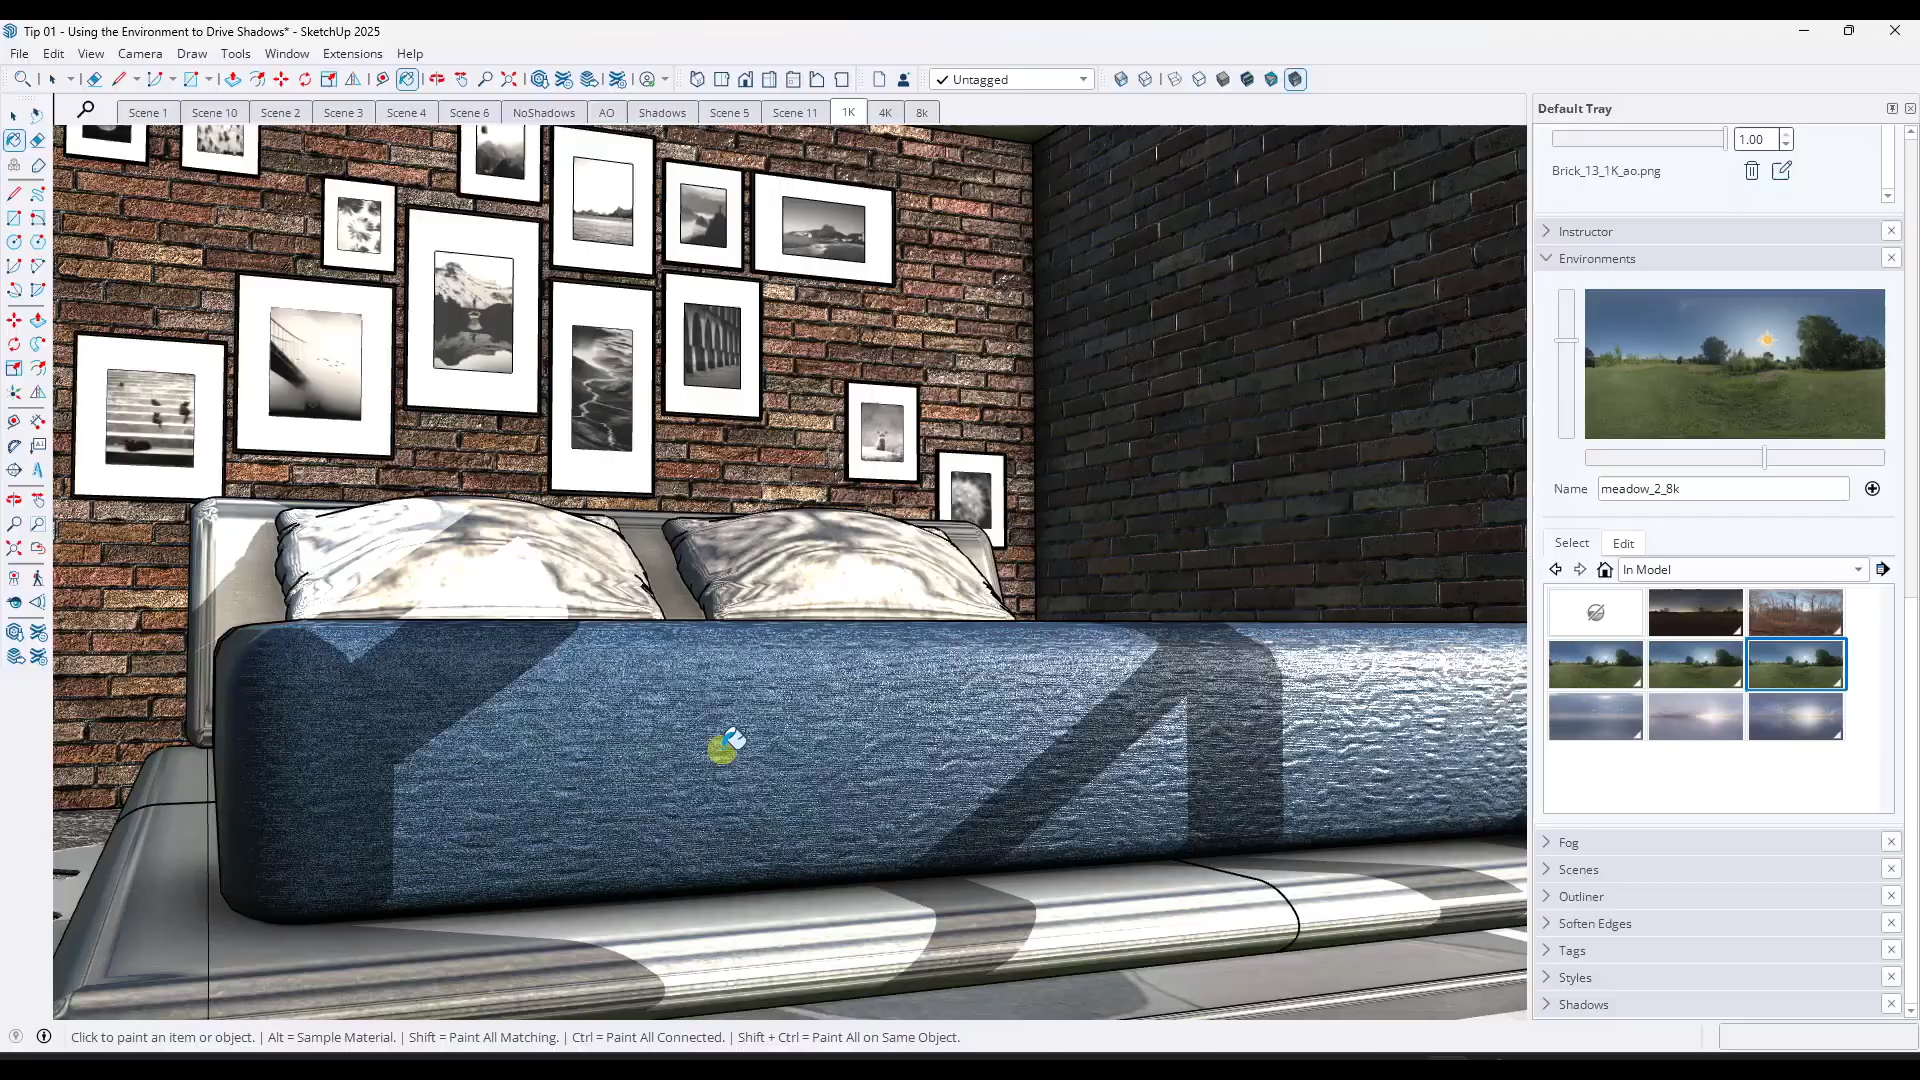 Tip 01 - Using the Environment to Drive Shadows* - SketchUp 2025
File Edit View Camera Draw Tools Window Extensions Help
Untagged
Scene 1 Scene 10 Scene 2 Scene 3 Scene 4 Scene 6 NoShadows AO Shadows Scene 5 Scene 11 1K 4K 8k
Default Tray
1.00
Brick_13_1K_ao.png
Instructor
Environments
Name meadow_2_8k
Select Edit
In Model
Fog
Scenes
Outliner
Soften Edges
Tags
Styles
Shadows
Click to paint an item or object. | Alt = Sample Material. | Shift = Paint All Matching. | Ctrl = Paint All Connected. | Shift + Ctrl = Paint All on Same Object.